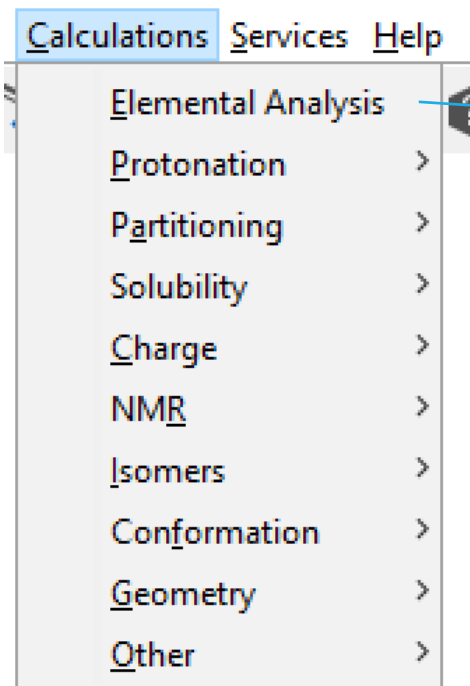 Calculations Services Help
Elemental Analysis
Protonation
Partitioning
Solubility
Charge
NMR
Isomers
Conformation
Geometry
Other